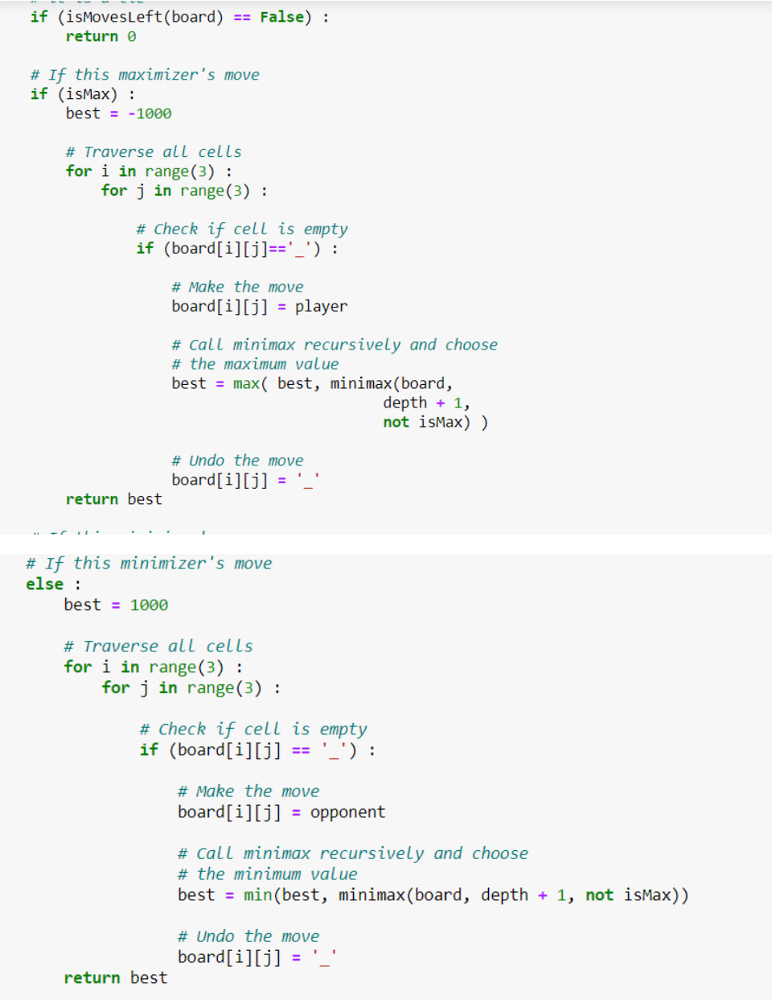 if (isMovesLeft(board) == False) :
return 0
# If this maximizer's move
if (isMax) :
best = -1000
# Traverse all cells
for i in range(3) :
for j in range(3) :
# Check if cell is empty
if (board[i][j]=='_') :
# Make the move
board[i][j] = player
# Call minimax recursively and choose
# the maximum value
best = max( best, minimax(board,
depth + 1,
not isMax) )
# Undo the move
board[i][j] = '_'
return best
# If this minimizer's move
else :
best = 1000
# Traverse all cells
for i in range(3) :
for j in range(3) :
# Check if cell is empty
if (board[i][j] == '_') :
# Make the move
board[i][j] = opponent
# Call minimax recursively and choose
# the minimum value
best = min(best, minimax(board, depth + 1, not isMax))
# Undo the move
board[i][j] = '_'
return best